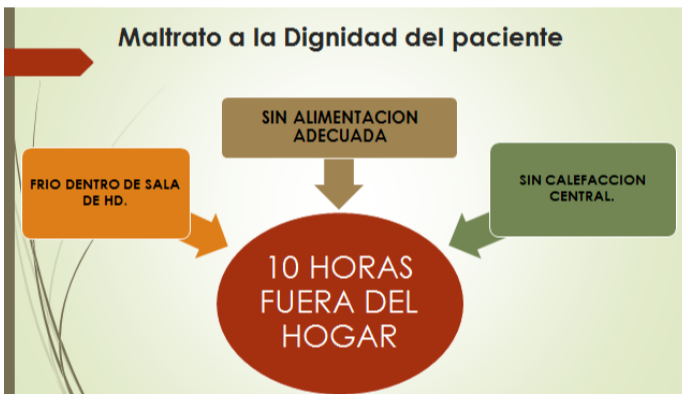 Maltrato a la Dignidad del paciente
SIN ALIMENTACION
ADECUADA
FRIO DENTRO DE SALA
DE HD.
SIN CALEFACCION
CENTRAL.
10 HORAS
FUERA DEL
HOGAR